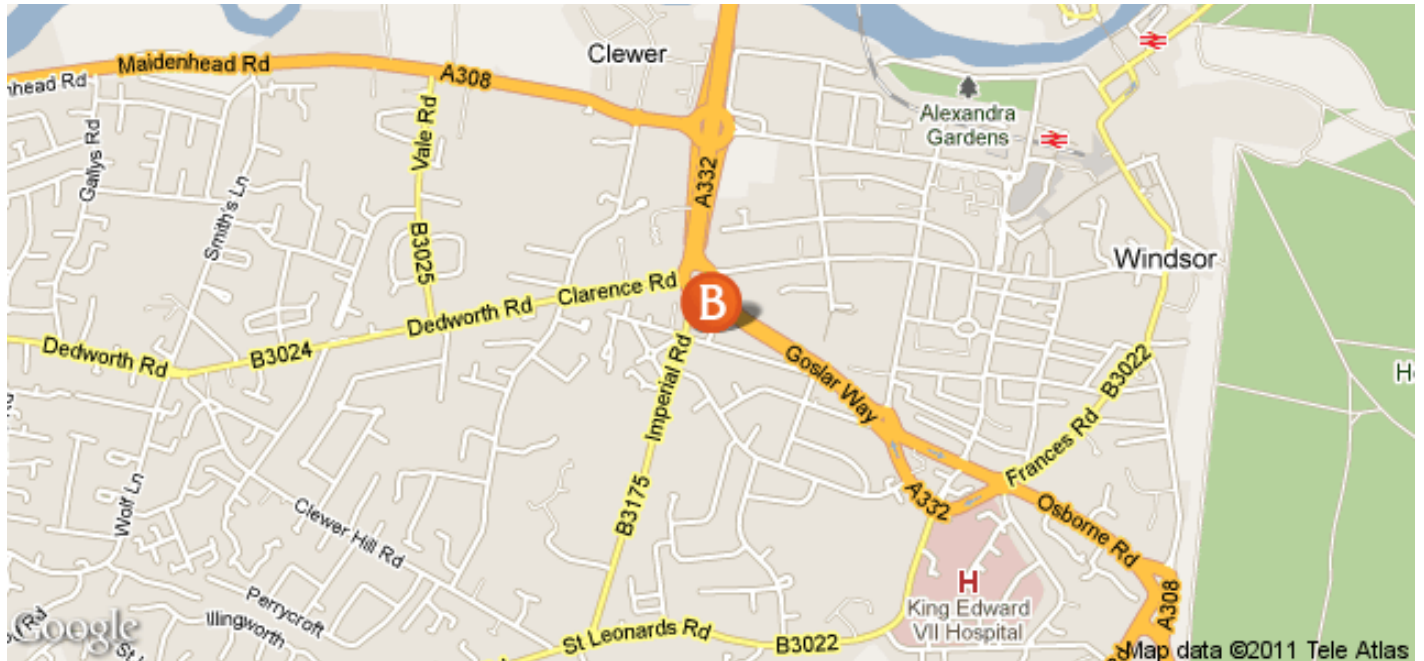 Clewer
Maidenhead Rd
nhead Rd
A308
Vale Rd
Alexandra
Gardens
Gallys Rd
Smith's Ln
A332
B3025
Windsor
Clarence Rd
B
Dedworth Rd
Dedworth Rd
B3024
Goslar Way
Imperial Rd
B3022
Frances Rd
B3175
A332
Osborne Rd
Wolf Ln
Clewer Hill Rd
H
King Edward
VII Hospital
A308
Perrycroft
illingworth
St Leonards Rd
B3022
Google
Map data ©2011 Tele Atlas